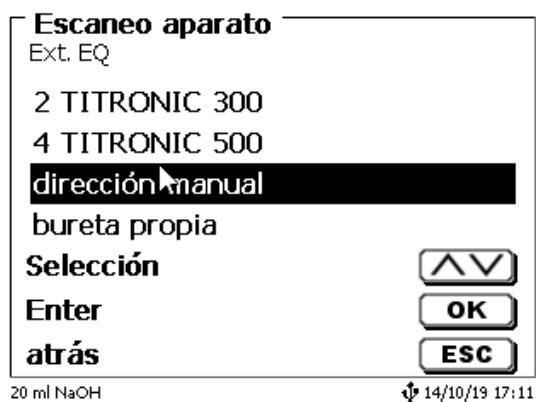 Escaneo aparato
Ext. EQ
2 TITRONIC 300
4 TITRONIC 500
dirección manual
bureta propia
Selección
Enter OK
atrás ESC
20 ml NaOH 14/10/19 17:11